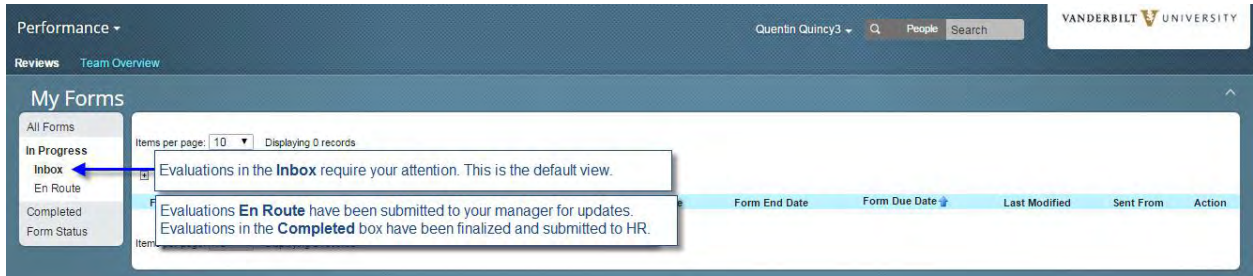 Performance
Quentin Quincy3
People
Search
VANDERBILT V UNIVERSITY
Reviews
Team Overview
My Forms
All Forms
In Progress
Inbox
En Route
Completed
Form Status
Items per page: 10 Displaying 0 records
Evaluations in the Inbox require your attention. This is the default view.
Evaluations En Route have been submitted to your manager for updates.
Evaluations in the Completed box have been finalized and submitted to HR.
Form End Date
Form Due Date
Last Modified
Sent From
Action